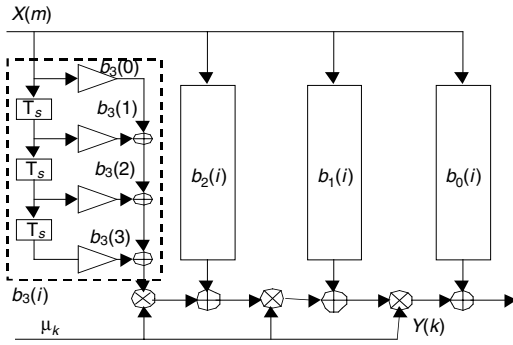 X(m)
b₃(0)
Tₛ
b₃(1)
Tₛ
b₃(2)
Tₛ
b₃(3)
b₂(i)
b₁(i)
b₀(i)
b₃(i)
μₖ
Y(k)